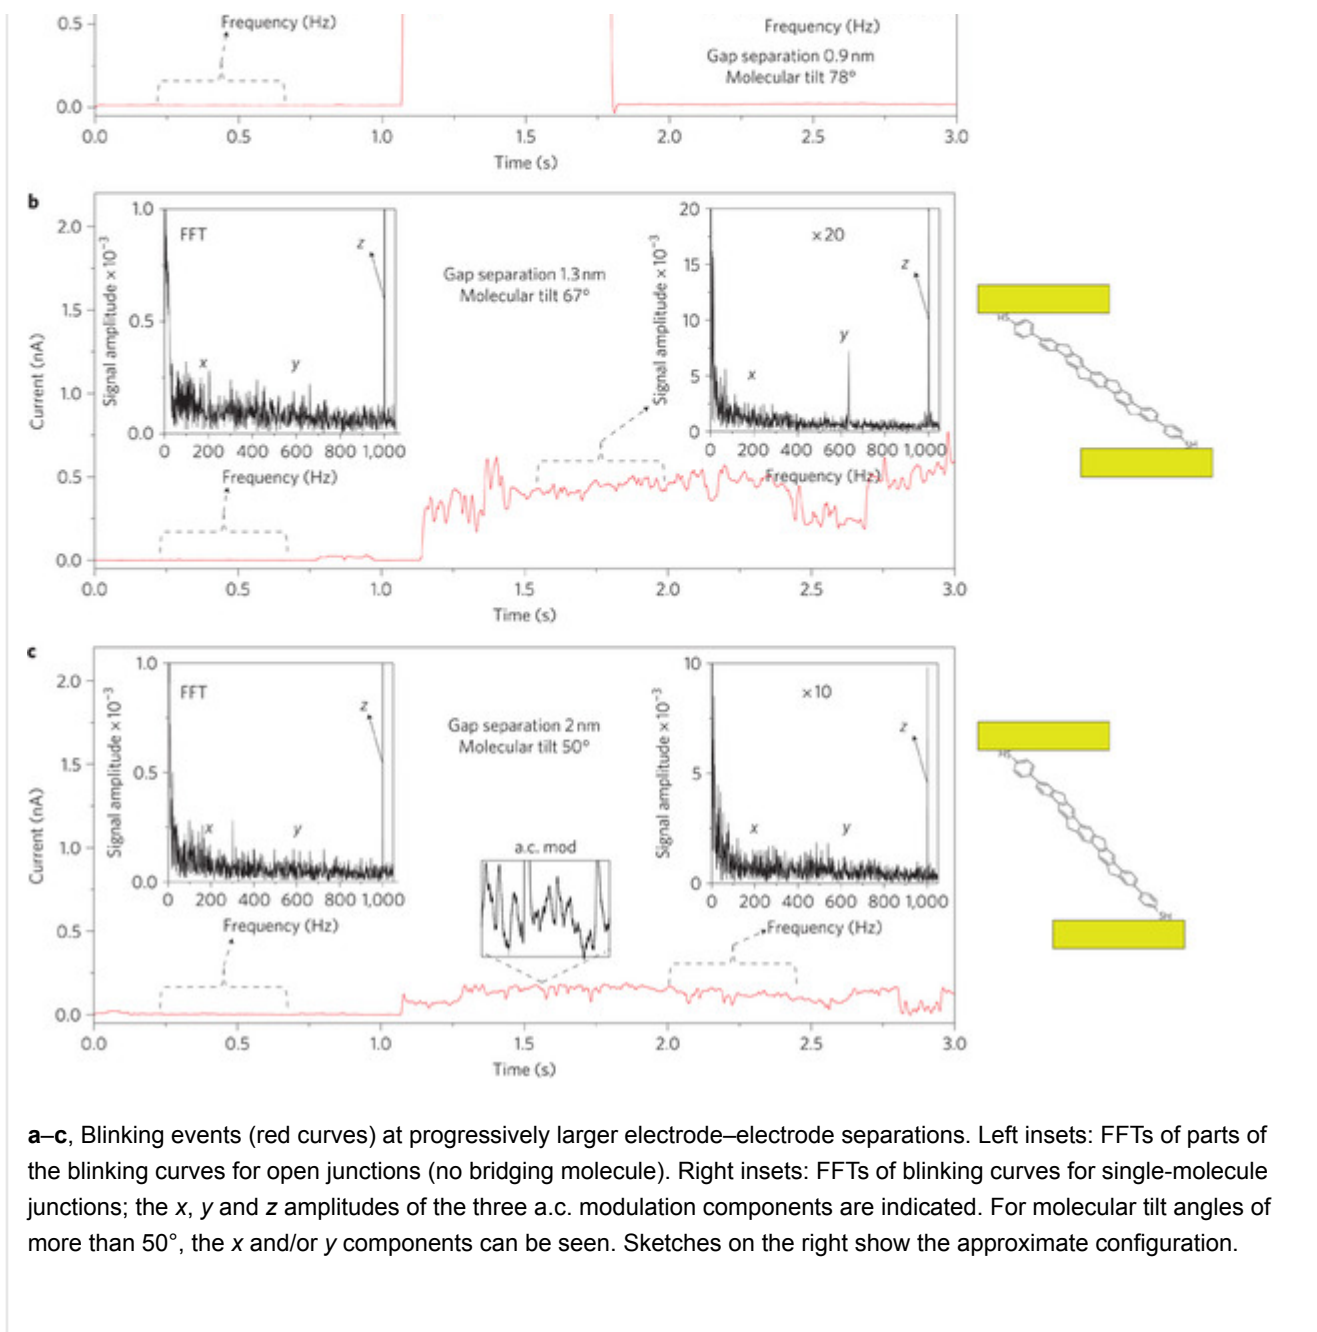 0.5
Frequency (Hz)
Frequency (Hz)
Gap separation 0.9 nm
Molecular tilt 78°
0.0
0.0 0.5 1.0 1.5 2.0 2.5 3.0
Time (s)
b
2.0
1.5
1.0
0.5
0.0
Current (nA)
Signal amplitude × 10⁻³
1.0
0.5
0.0
FFT
z
x
y
0 200 400 600 800 1,000
Frequency (Hz)
Gap separation 1.3 nm
Molecular tilt 67°
Signal amplitude × 10⁻³
20
15
10
5
0
×20
z
y
x
0 200 400 600 800 1,000
Frequency (Hz)
HS
SH
0.0 0.5 1.0 1.5 2.0 2.5 3.0
Time (s)
c
2.0
1.5
1.0
0.5
0.0
Current (nA)
Signal amplitude × 10⁻³
1.0
0.5
0.0
FFT
z
x
y
0 200 400 600 800 1,000
Frequency (Hz)
Gap separation 2 nm
Molecular tilt 50°
a.c. mod
Signal amplitude × 10⁻³
10
5
0
×10
z
x
y
0 200 400 600 800 1,000
Frequency (Hz)
HS
SH
0.0 0.5 1.0 1.5 2.0 2.5 3.0
Time (s)
a–c, Blinking events (red curves) at progressively larger electrode–electrode separations. Left insets: FFTs of parts of
the blinking curves for open junctions (no bridging molecule). Right insets: FFTs of blinking curves for single-molecule
junctions; the x, y and z amplitudes of the three a.c. modulation components are indicated. For molecular tilt angles of
more than 50°, the x and/or y components can be seen. Sketches on the right show the approximate configuration.